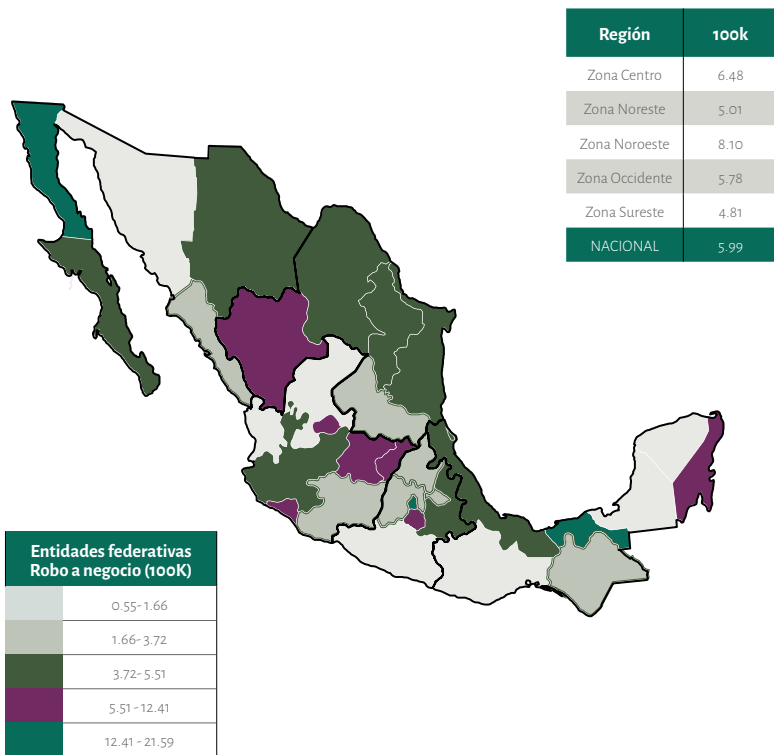 Región 100k
Zona Centro 6.48
Zona Noreste 5.01
Zona Noroeste 8.10
Zona Occidente 5.78
Zona Sureste 4.81
NACIONAL 5.99
Entidades federativas
Robo a negocio (100K)
0.55-1.66
1.66-3.72
3.72-5.51
5.51-12.41
12.41-21.59